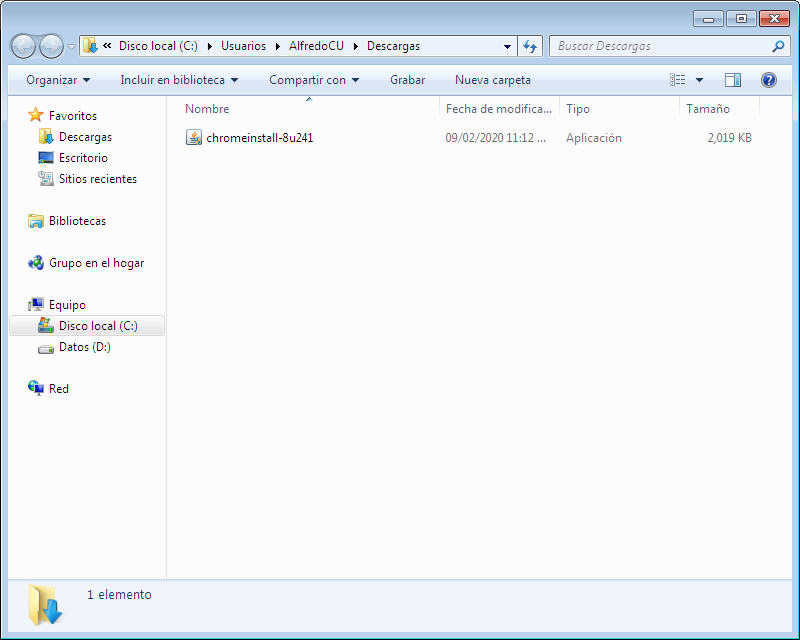 « Disco local (C:) Usuarios AlfredoCU Descargas Buscar Descargas
Organizar Incluir en biblioteca Compartir con Grabar Nueva carpeta
Favoritos
Descargas
Escritorio
Sitios recientes
Bibliotecas
Grupo en el hogar
Equipo
Disco local (C:)
Datos (D:)
Red
Nombre Fecha de modifica... Tipo Tamaño
chromeinstall-8u241 09/02/2020 11:12 ... Aplicación 2,019 KB
1 elemento